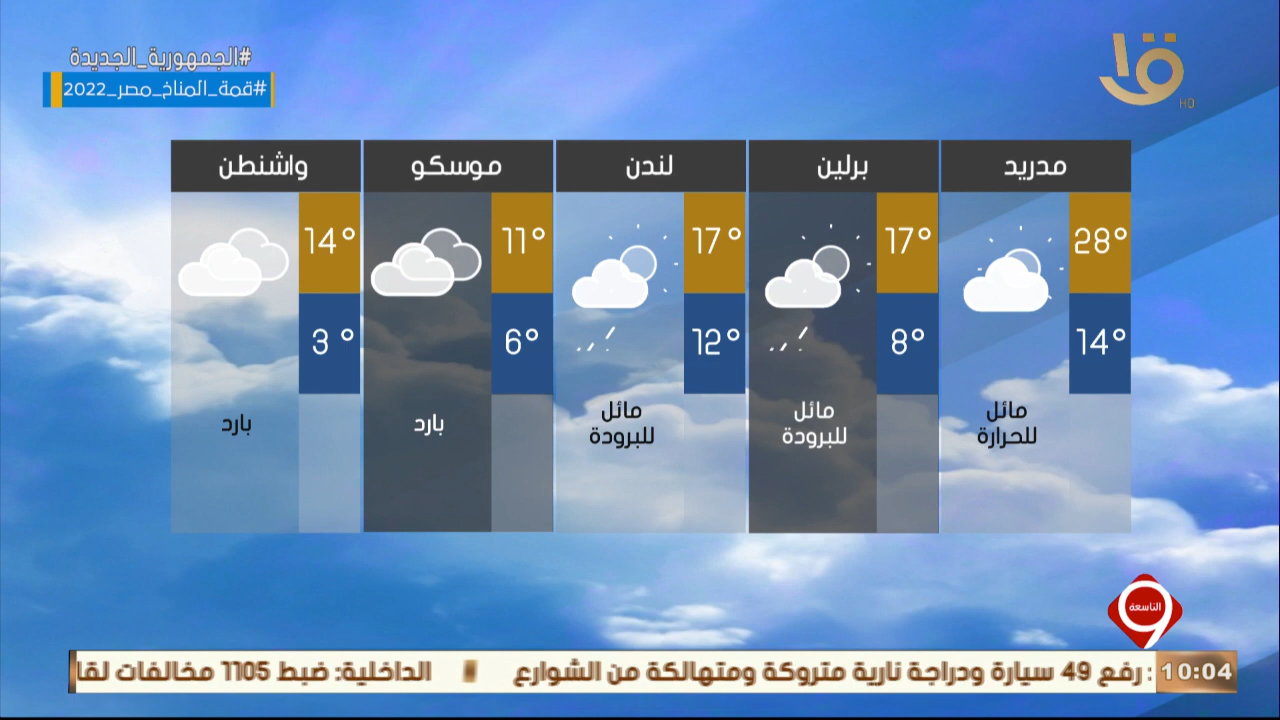 #الجمهورية_الجديدة
#قمة_المناخ_مصر_2022
HD
مدريد
28°
14°
مائل
للحرارة
برلين
17°
8°
مائل
للبرودة
لندن
17°
12°
مائل
للبرودة
موسكو
11°
6°
بارد
واشنطن
14°
3°
بارد
التاسعة
9
10:04
: رفع 49 سيارة ودراجة نارية متروكة ومتهالكة من الشوارع
الداخلية: ضبط 1105 مخالفات لقا